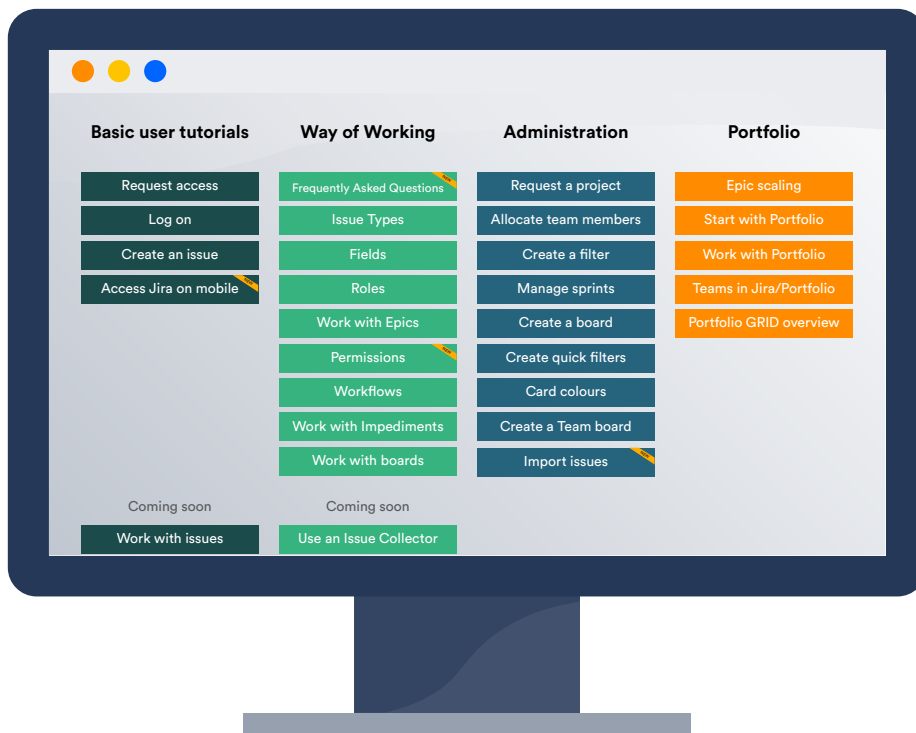 Basic user tutorials
Request access
Log on
Create an issue
Access Jira on mobile
Coming soon
Work with issues
Way of Working
Frequently Asked Questions
Issue Types
Fields
Roles
Work with Epics
Permissions
Workflows
Work with Impediments
Work with boards
Coming soon
Use an Issue Collector
Administration
Request a project
Allocate team members
Create a filter
Manage sprints
Create a board
Create quick filters
Card colours
Create a Team board
Import issues
Portfolio
Epic scaling
Start with Portfolio
Work with Portfolio
Teams in Jira/Portfolio
Portfolio GRID overview